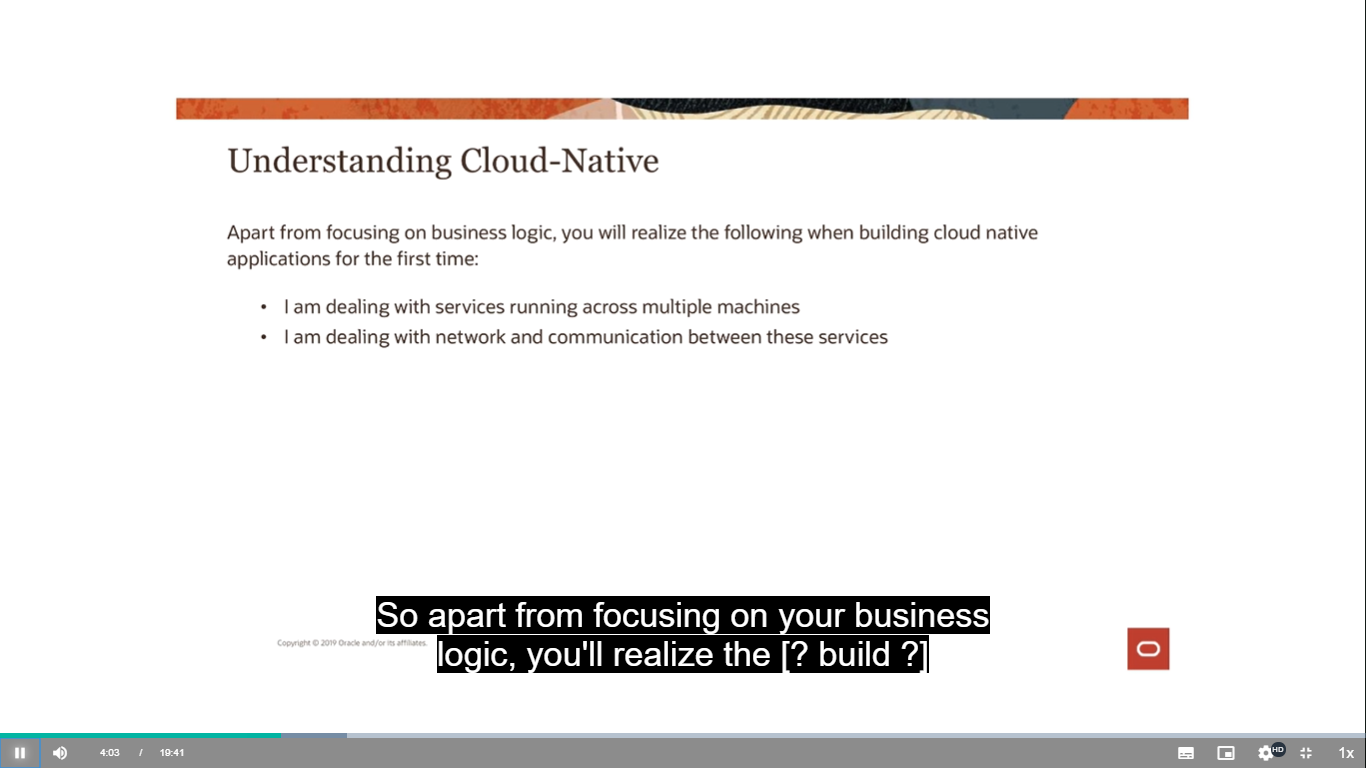 Understanding Cloud-Native
Apart from focusing on business logic, you will realize the following when building cloud native
applications for the first time:
• I am dealing with services running across multiple machines
• I am dealing with network and communication between these services
So apart from focusing on your business
logic, you'll realize the [? build ?]
Copyright © 2019 Oracle and/or its affiliates.
4:03 / 19:41
HD
1x